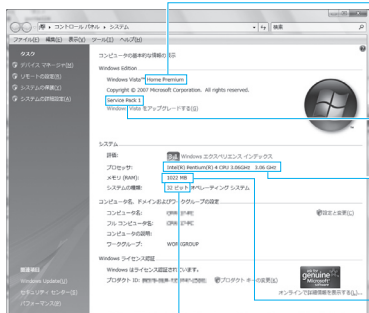 コントロール パネル ▸ システム
検索
ファイル(F) 編集(E) 表示(V) ツール(T) ヘルプ(H)
タスク
デバイス マネージャ(M)
リモートの設定(R)
システムの保護(S)
システムの詳細設定(A)
コンピュータの基本的な情報の表示
Windows Edition
Windows Vista™ Home Premium
Copyright © 2007 Microsoft Corporation. All rights reserved.
Service Pack 1
Windows Vista をアップグレードする(G)
システム
評価: Windows エクスペリエンス インデックス
プロセッサ: Intel(R) Pentium(R) 4 CPU 3.06GHz 3.06 GHz
メモリ (RAM): 1022 MB
システムの種類: 32 ビット オペレーティング システム
コンピュータ名、ドメインおよびワークグループの設定
コンピュータ名:
設定と変更(C)
フル コンピュータ名:
コンピュータの説明:
ワークグループ: WORKGROUP
Windows ライセンス認証
Windows はライセンス認証されています。
プロダクト ID:
プロダクト キーの変更(K)
ask for
genuine
Microsoft
software
オンラインで詳細情報を表示する(L)...
関連項目
Windows Update(U)
セキュリティ センター(E)
パフォーマンス(P)